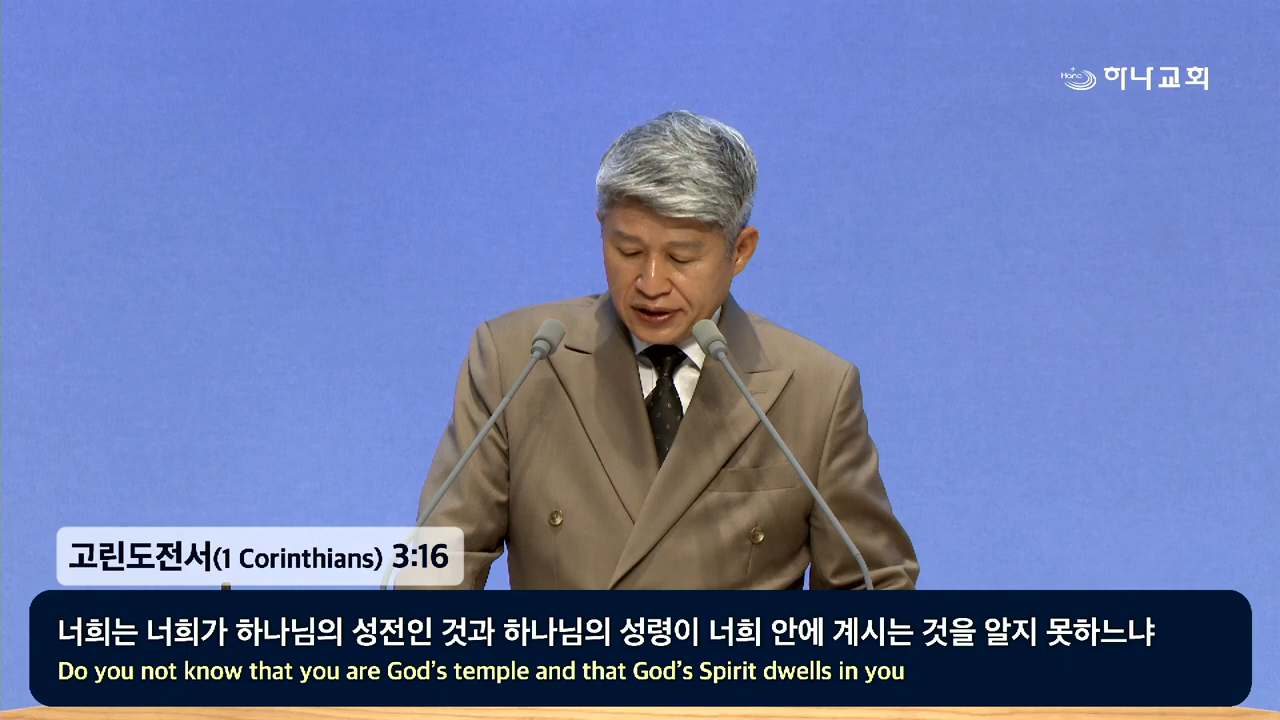 Hana 하나교회
고린도전서(1 Corinthians) 3:16
너희는 너희가 하나님의 성전인 것과 하나님의 성령이 너희 안에 계시는 것을 알지 못하느냐
Do you not know that you are God’s temple and that God’s Spirit dwells in you